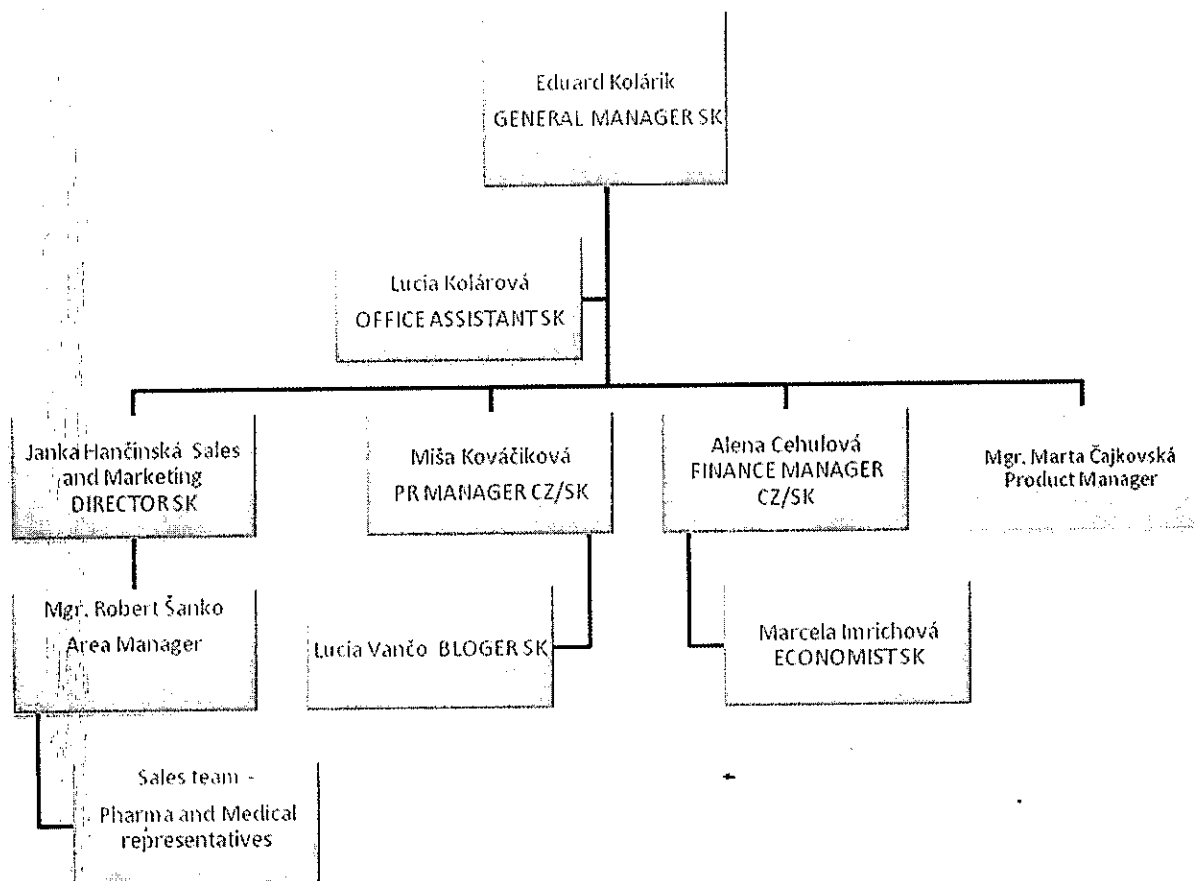 Eduard Kolárik
GENERAL MANAGER SK
Lucia Kolárová
OFFICE ASSISTANT SK
Janka Hančinská Sales
and Marketing
DIRECTOR SK
Miša Kováčiková
PR MANAGER CZ/SK
Alena Cehulová
FINANCE MANAGER
CZ/SK
Mgr. Marta Čajkovská
Product Manager
Mgr. Robert Šanko
Area Manager
Lucia Vančo BLOGER SK
Marcela Imrichová
ECONOMIST SK
Sales team -
Pharma and Medical
representatives